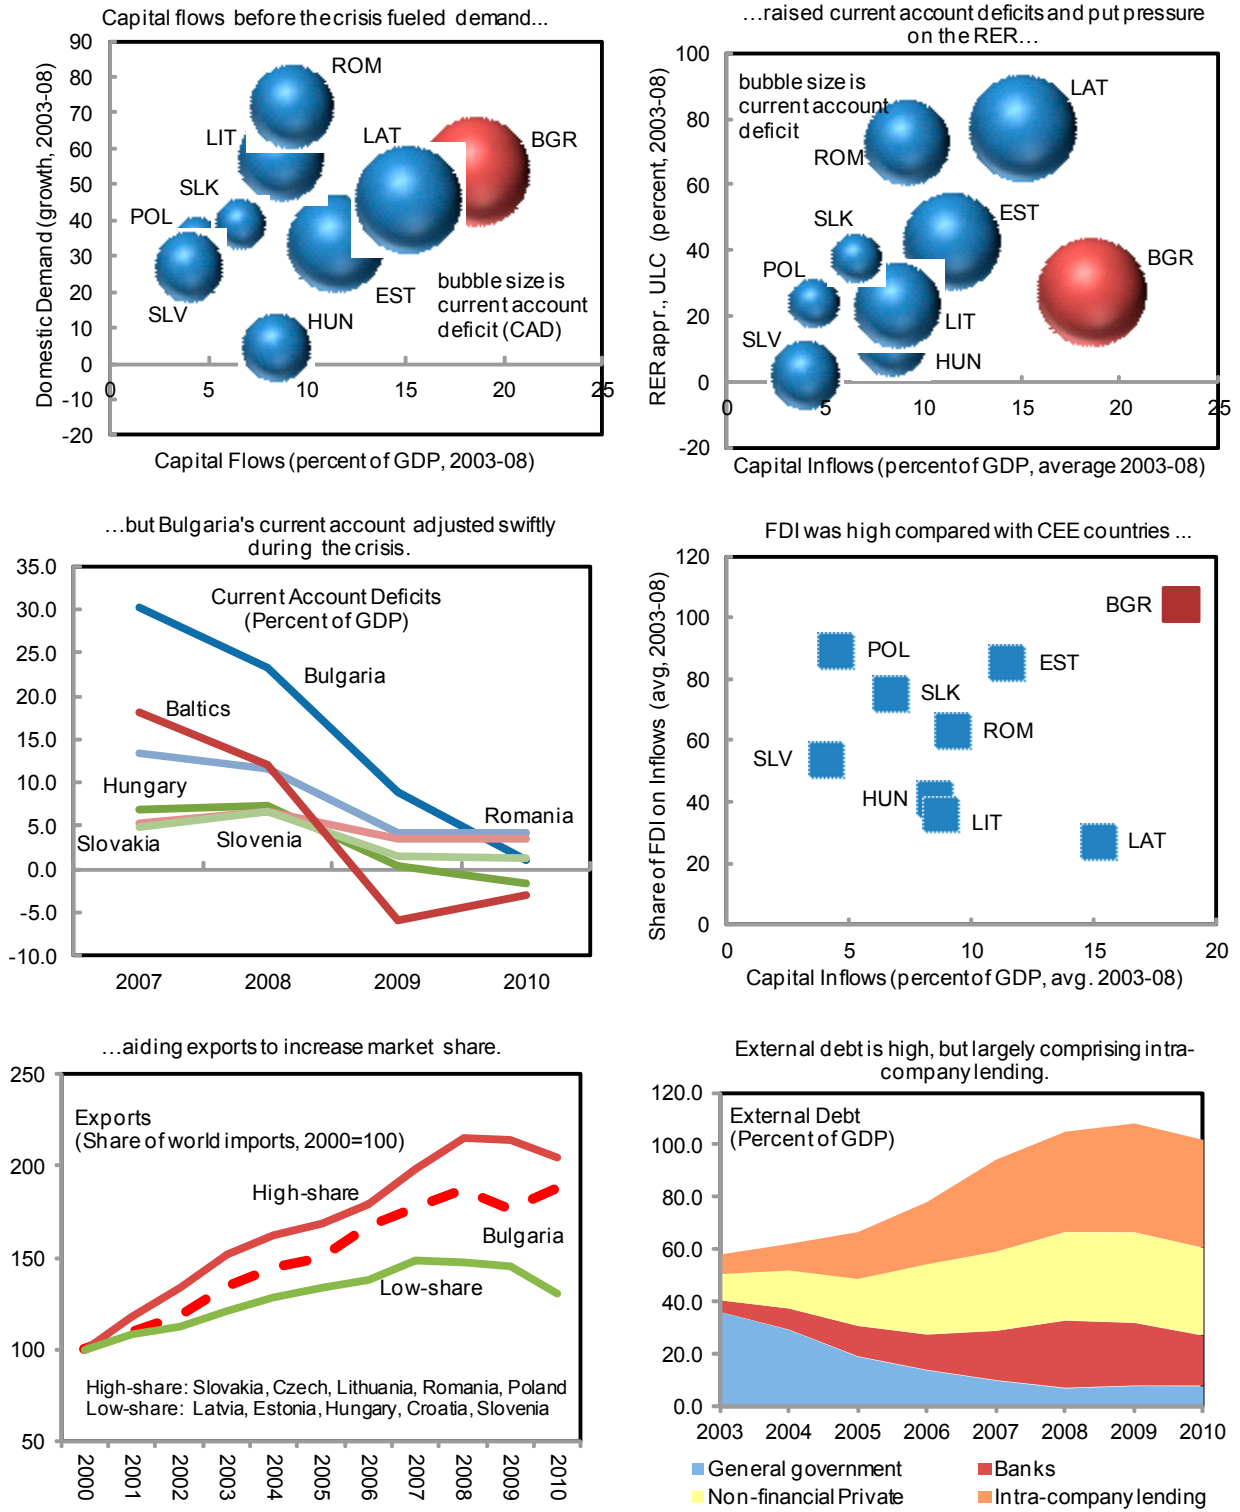 Capital flows before the crisis fueled demand...
Domestic Demand (growth, 2003-08)
90
80
70
60
50
40
30
20
10
0
-10
-20
ROM
LIT
LAT
BGR
SLK
POL
SLV
EST
HUN
bubble size is
current account
deficit (CAD)
0
5
10
15
20
25
Capital Flows (percent of GDP, 2003-08)
...raised current account deficits and put pressure
on the RER...
RER appr., ULC (percent, 2003-08)
100
80
60
40
20
0
-20
bubble size is
current account
deficit
LAT
ROM
SLK
EST
POL
BGR
LIT
SLV
HUN
0
5
10
15
20
25
Capital Inflows (percent of GDP, average 2003-08)
...but Bulgaria's current account adjusted swiftly
during the crisis.
35.0
30.0
25.0
20.0
15.0
10.0
5.0
0.0
-5.0
-10.0
Current Account Deficits
(Percent of GDP)
Bulgaria
Baltics
Hungary
Romania
Slovakia
Slovenia
2007
2008
2009
2010
FDI was high compared with CEE countries ...
Share of FDI on Inflows (avg, 2003-08)
120
100
80
60
40
20
0
BGR
POL
EST
SLK
ROM
SLV
HUN
LIT
LAT
0
5
10
15
20
Capital Inflows (percent of GDP, avg. 2003-08)
...aiding exports to increase market share.
250
200
150
100
50
Exports
(Share of world imports, 2000=100)
High-share
Bulgaria
Low-share
High-share: Slovakia, Czech, Lithuania, Romania, Poland
Low-share: Latvia, Estonia, Hungary, Croatia, Slovenia
2000
2001
2002
2003
2004
2005
2006
2007
2008
2009
2010
External debt is high, but largely comprising intra-
company lending.
120.0
100.0
80.0
60.0
40.0
20.0
0.0
External Debt
(Percent of GDP)
2003
2004
2005
2006
2007
2008
2009
2010
General government
Banks
Non-financial Private
Intra-company lending